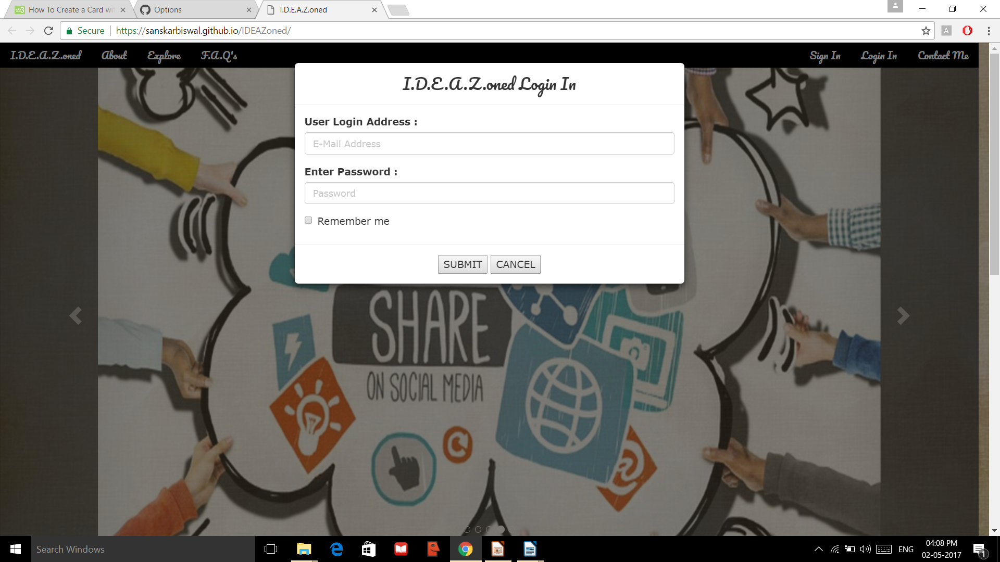 How To Create a Card wit
Options
I.D.E.A.Z.oned
Secure
https://sanskarbiswal.github.io/IDEAZoned/
A
I.D.E.A.Z.oned
About
Explore
F.A.Q's
Sign In
Login In
Contact Me
I.D.E.A.Z.oned Login In
User Login Address :
E-Mail Address
Enter Password :
Password
Remember me
SUBMIT
CANCEL
SHARE
ON SOCIAL MEDIA
@
Search Windows
ENG
04:08 PM
02-05-2017
1